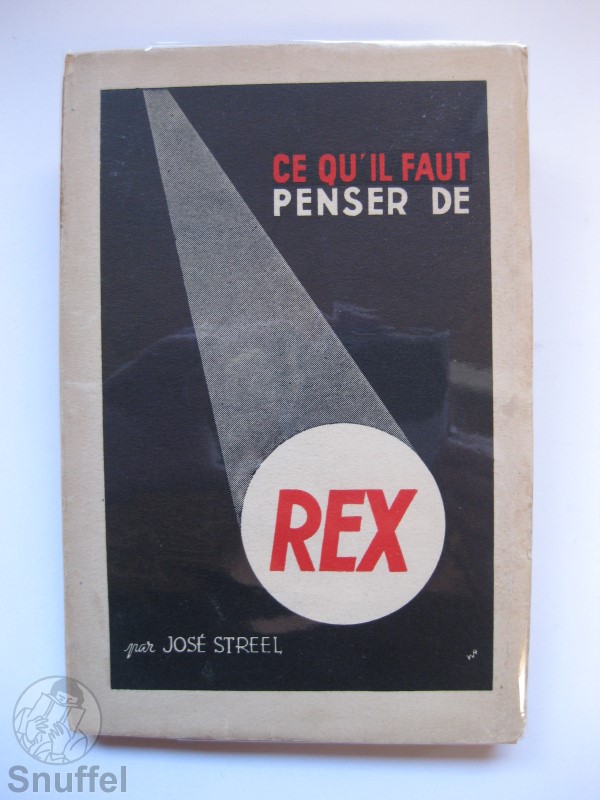 CE QU'IL FAUT
PENSER DE
REX
par JOSÉ STREEL
Snuffel